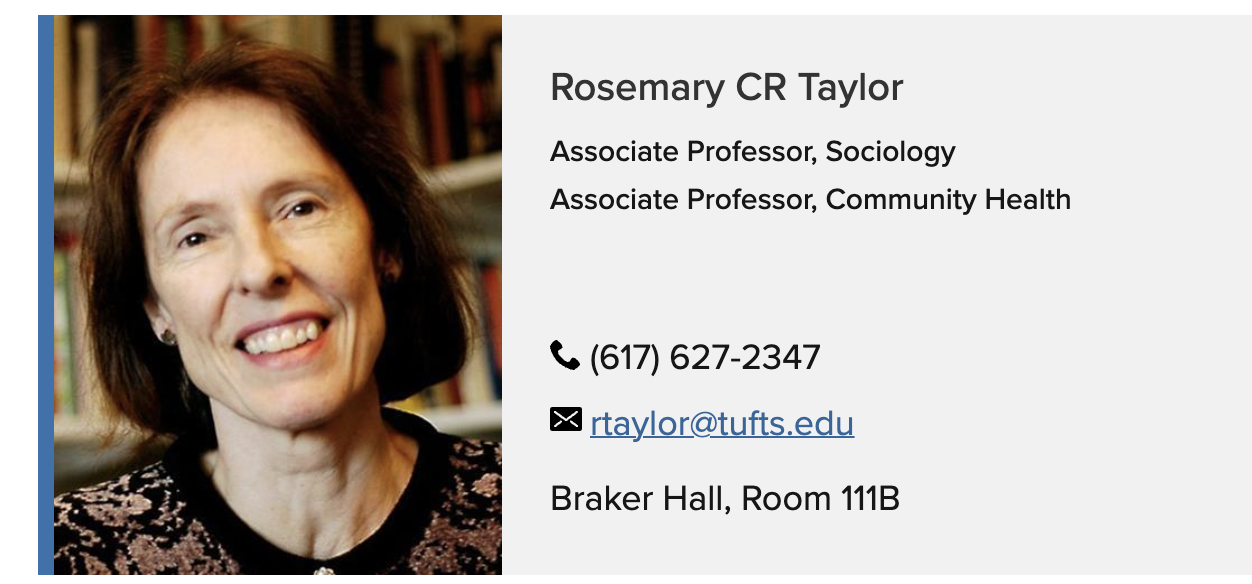 Rosemary CR Taylor
Associate Professor, Sociology
Associate Professor, Community Health
(617) 627-2347
rtaylor@tufts.edu
Braker Hall, Room 111B